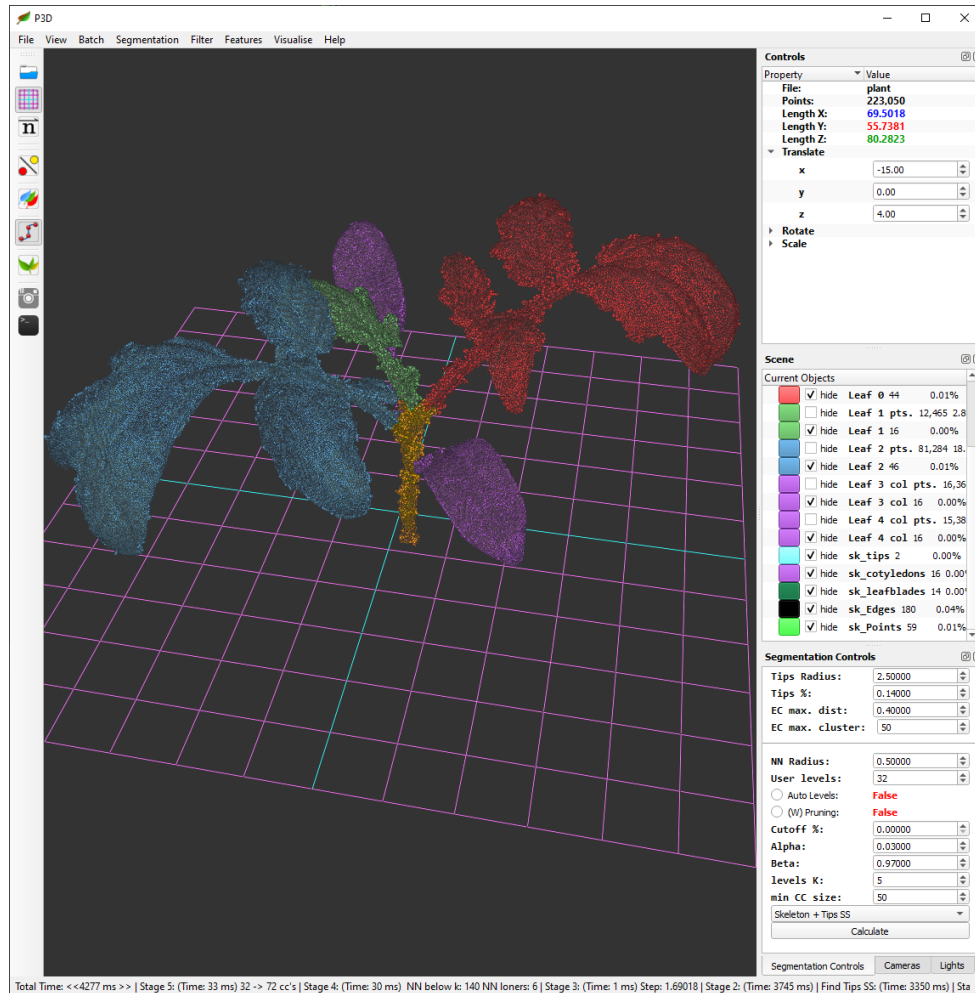 P3D
File View Batch Segmentation Filter Features Visualise Help
Controls
Property Value
File: plant
Points: 223,050
Length X: 69.5018
Length Y: 55.7381
Length Z: 80.2823
Translate
x -15.00
y 0.00
z 4.00
Rotate
Scale
Scene
Current Objects
hide Leaf 0 44 0.01%
hide Leaf 1 pts. 12,465 2.8
hide Leaf 1 16 0.00%
hide Leaf 2 pts. 81,284 18.
hide Leaf 2 46 0.01%
hide Leaf 3 col pts. 16,36
hide Leaf 3 col 16 0.00%
hide Leaf 4 col pts. 15,38
hide Leaf 4 col 16 0.00%
hide sk_tips 2 0.00%
hide sk_cotyledons 16 0.00%
hide sk_leafblades 14 0.00%
hide sk_Edges 180 0.04%
hide sk_Points 59 0.01%
Segmentation Controls
Tips Radius: 2.50000
Tips %: 0.14000
EC max. dist: 0.40000
EC max. cluster: 50
NN Radius: 0.50000
User levels: 32
Auto Levels: False
(W) Pruning: False
Cutoff %: 0.00000
Alpha: 0.03000
Beta: 0.97000
levels K: 5
min CC size: 50
Skeleton + Tips SS
Calculate
Segmentation Controls Cameras Lights
Total Time: <<4277 ms >> | Stage 5: (Time: 33 ms) 32 -> 72 cc's | Stage 4: (Time: 30 ms) NN below k: 140 NN loners: 6 | Stage 3: (Time: 1 ms) Step: 1.69018 | Stage 2: (Time: 3745 ms) | Find Tips SS: (Time: 3350 ms) | Sta